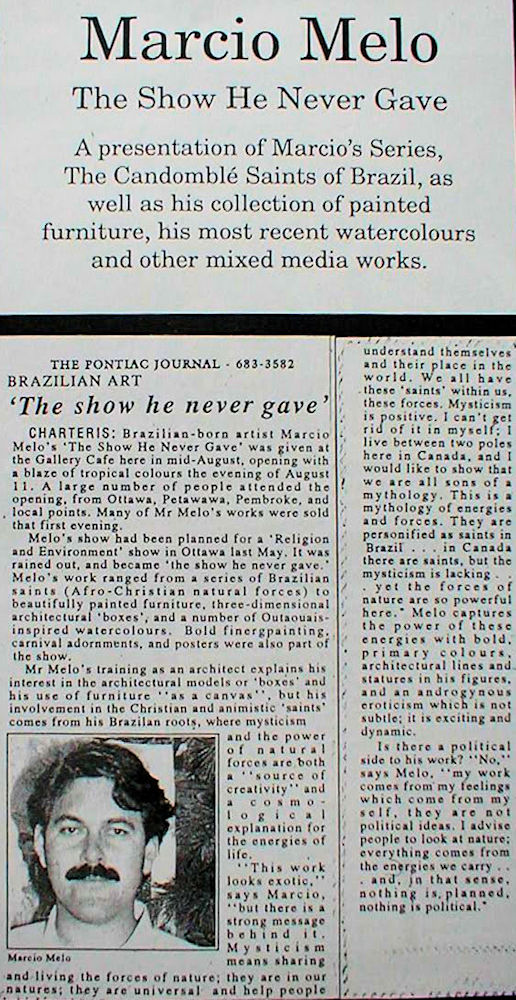 Marcio Melo
The Show He Never Gave
A presentation of Marcio's Series,
The Candomblé Saints of Brazil, as
well as his collection of painted
furniture, his most recent watercolours
and other mixed media works.
THE PONTIAC JOURNAL - 683-3582
BRAZILIAN ART
'The show he never gave'
CHARTERIS: Brazilian-born artist Marcio
Melo's 'The Show He Never Gave' was given at
the Gallery Cafe here in mid-August, opening with
a blaze of tropical colours the evening of August
11. A large number of people attended the
opening, from Ottawa, Petawawa, Pembroke, and
local points. Many of Mr Melo's works were sold
that first evening.
Melo's show had been planned for a 'Religion
and Environment' show in Ottawa last May. It was
rained out, and became 'the show he never gave.'
Melo's work ranged from a series of Brazilian
saints (Afro-Christian natural forces) to
beautifully painted furniture, three-dimensional
architectural 'boxes', and a number of Outaouais-
inspired watercolours. Bold fingerpainting,
carnival adornments, and posters were also part of
the show.
Mr Melo's training as an architect explains his
interest in the architectural models or 'boxes' and
his use of furniture ''as a canvas'', but his
involvement in the Christian and animistic 'saints'
comes from his Brazilan roots, where mysticism
and the power
of natural
forces are both
a ''source of
creativity'' and
a cosmo-
logical
explanation for
the energies of
life.
''This work
looks exotic,''
says Marcio,
''but there is a
strong message
behind it.
Mysticism
means sharing
Marcio Melo
and living the forces of nature; they are in our
natures; they are universal and help people
understand themselves
and their place in the
world. We all have
these 'saints' within us,
these forces. Mysticism
is positive. I can't get
rid of it in myself; I
live between two poles
here in Canada, and I
would like to show that
we are all sons of a
mythology. This is a
mythology of energies
and forces. They are
personified as saints in
Brazil . . . in Canada
there are saints, but the
mysticism is lacking . .
. yet the forces of
nature are so powerful
here." Melo captures
the power of these
energies with bold,
primary colours,
architectural lines and
statures in his figures,
and an androgynous
eroticism which is not
subtle; it is exciting and
dynamic.
Is there a political
side to his work? ''No,''
says Melo, ''my work
comes from my feelings
which come from my
self, they are not
political ideas. I advise
people to look at nature;
everything comes from
the energies we carry . .
. and, in that sense,
nothing is planned,
nothing is political."